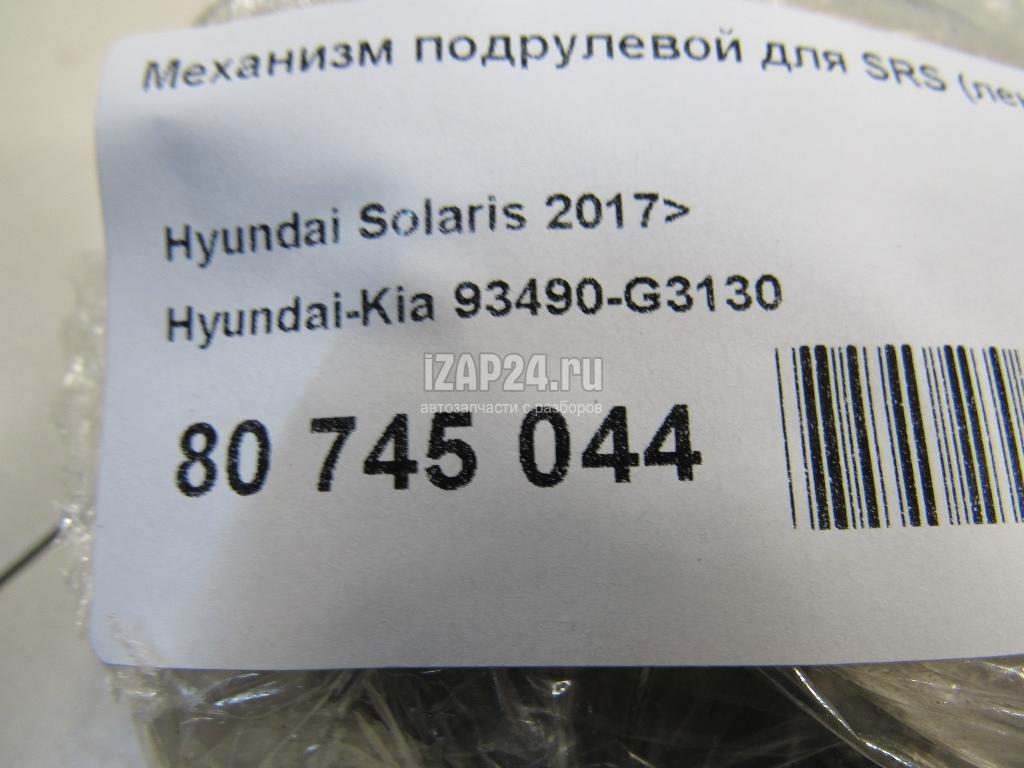 Механизм подрулевой для SRS
Hyundai Solaris 2017>
Hyundai-Kia 93490-G3130
iZAP24.ru
автозапчасти с разборов
80 745 044